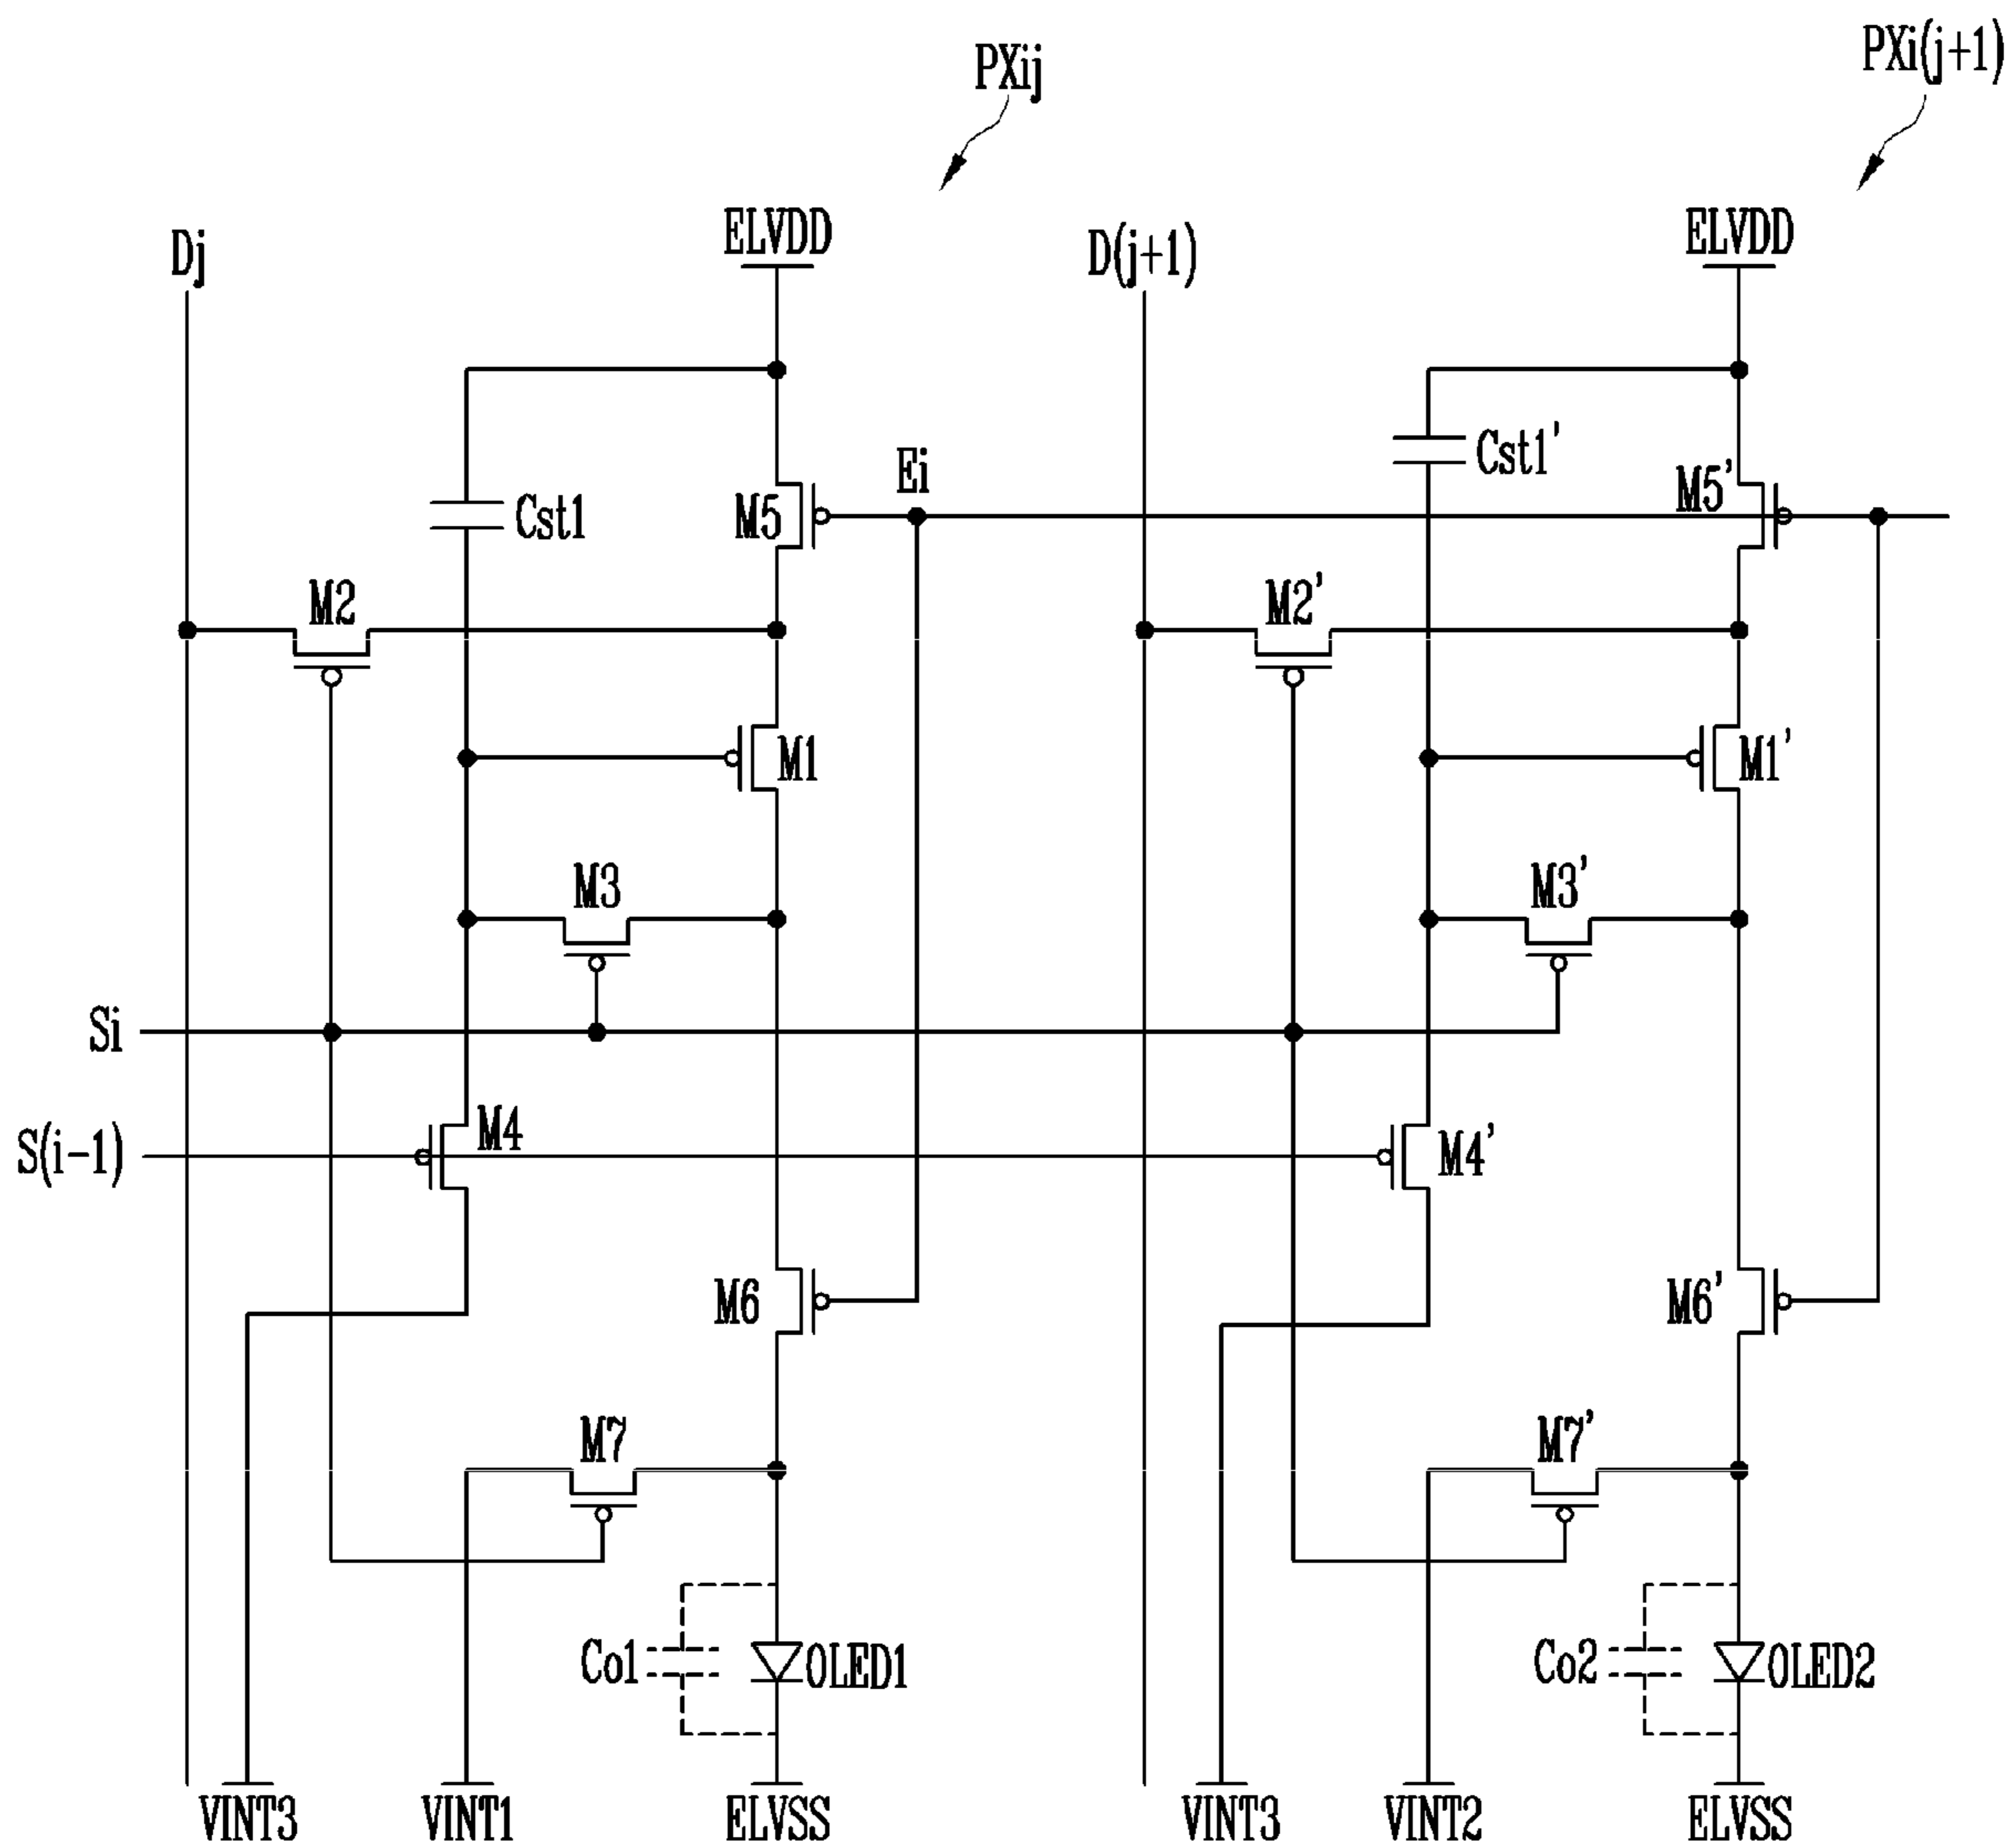 PXij
PXi(j+1)
Dj
ELVDD
D(j+1)
ELVDD
Cst1
M5
Ei
Cst1'
M5'
M2
M2'
M1
M1'
M3
M3'
Si
S(i-1)
M4
M4'
M6
M6'
M7
M7'
Co1
OLED1
Co2
OLED2
VINT3
VINT1
ELVSS
VINT3
VINT2
ELVSS